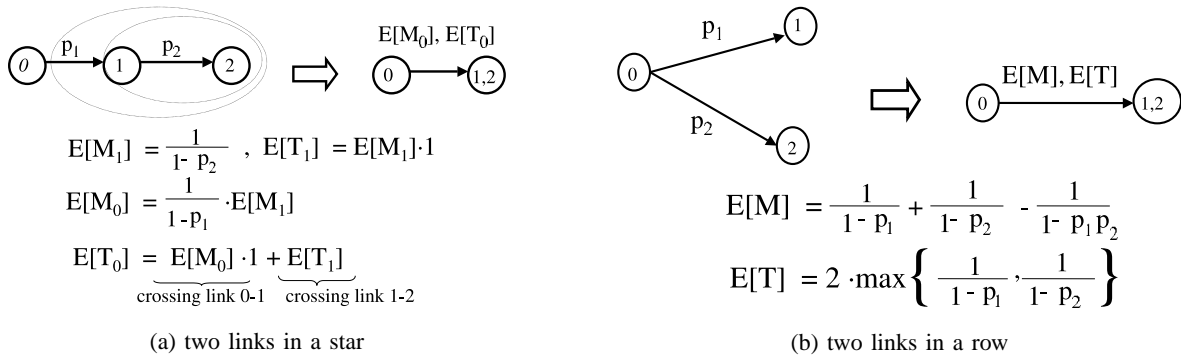 0 p₁ 1 p₂ 2
E[M₀], E[T₀]
0 1,2
E[M₁] = 1/(1- p₂) , E[T₁] = E[M₁]·1
E[M₀] = 1/(1-p₁) ·E[M₁]
E[T₀] = E[M₀] ·1 + E[T₁]
crossing link 0-1 crossing link 1-2
(a) two links in a star
p₁ 1
0
p₂
2
E[M], E[T]
0 1,2
E[M] = 1/(1- p₁) + 1/(1- p₂) - 1/(1- p₁p₂)
E[T] = 2 ·max{ 1/(1- p₁) , 1/(1- p₂) }
(b) two links in a row